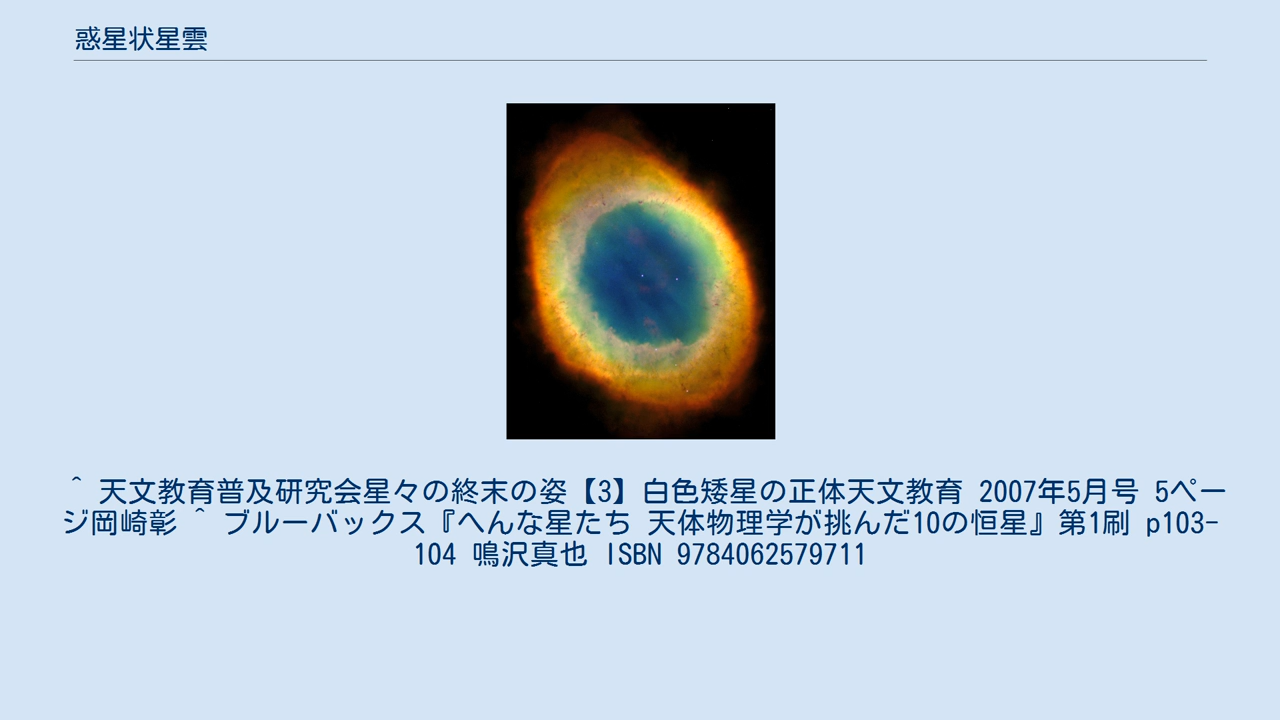 惑星状星雲
^ 天文教育普及研究会星々の終末の姿【3】白色矮星の正体天文教育 2007年5月号 5ペー
ジ岡崎彰 ^ ブルーバックス『へんな星たち 天体物理学が挑んだ10の恒星』第1刷 p103-
104 鳴沢真也 ISBN 9784062579711